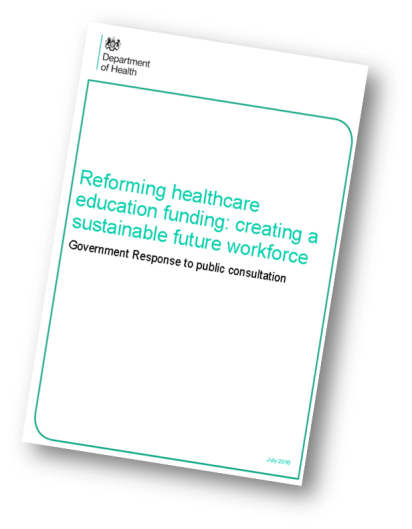 Department
of Health
Reforming healthcare
education funding: creating a
sustainable future workforce
Government Response to public consultation
July 2016